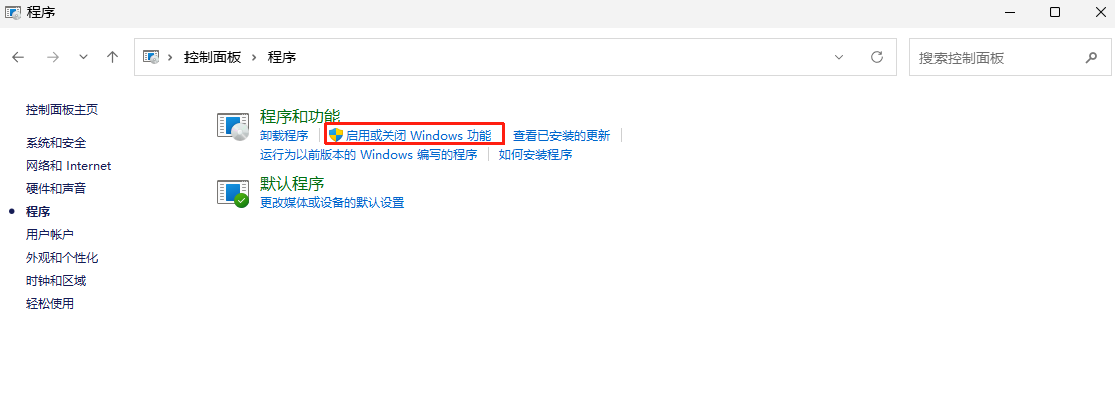 程序
控制面板 › 程序
搜索控制面板
控制面板主页
系统和安全
网络和 Internet
硬件和声音
程序
用户帐户
外观和个性化
时钟和区域
轻松使用
程序和功能
卸载程序 启用或关闭 Windows 功能 查看已安装的更新
运行为以前版本的 Windows 编写的程序 如何安装程序
默认程序
更改媒体或设备的默认设置